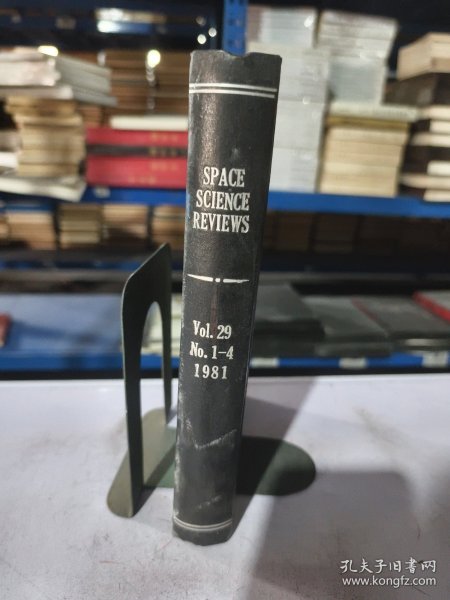 SPACE
SCIENCE
REVIEWS
Vol. 29
No. 1-4
1981
孔夫子旧书网
www.kongfz.com